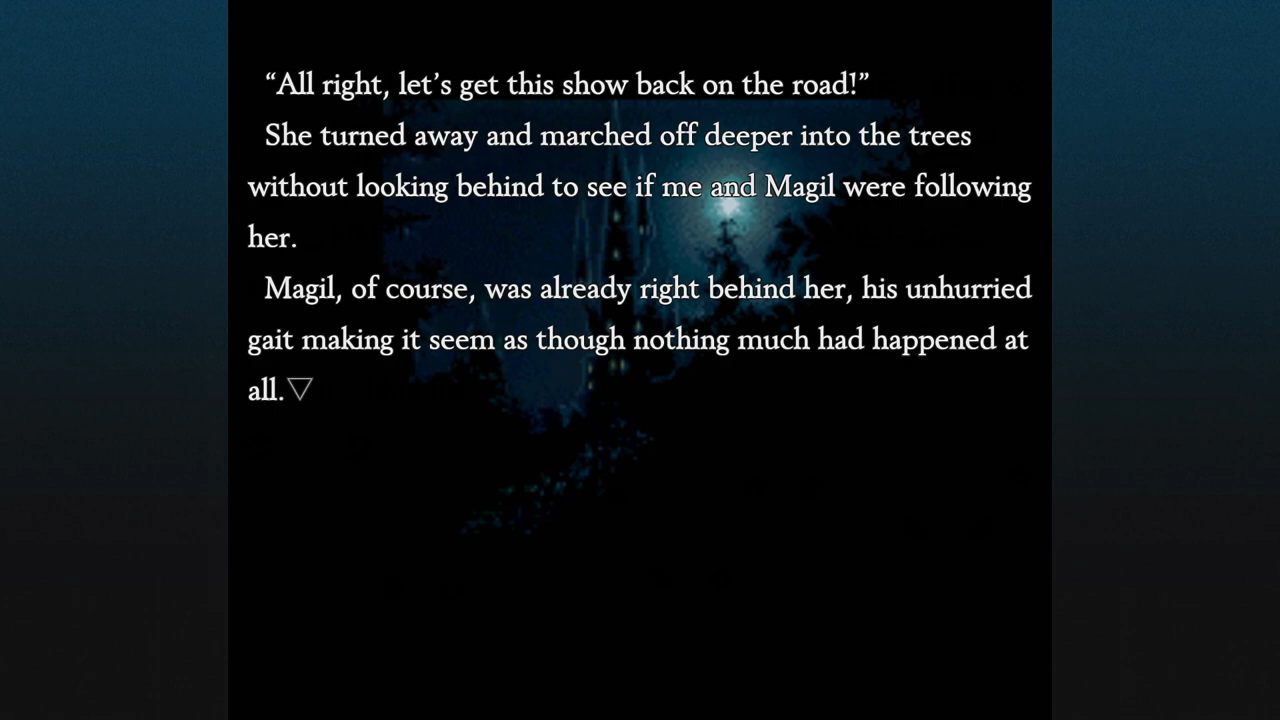 “All right, let’s get this show back on the road!”
She turned away and marched off deeper into the trees
without looking behind to see if me and Magil were following
her.
Magil, of course, was already right behind her, his unhurried
gait making it seem as though nothing much had happened at
all.▽